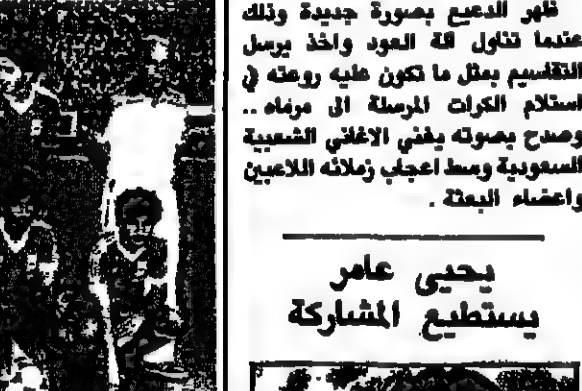 ظهر الدعيع بصورة جديدة وذلك
عندما تناول آلة العود واخذ يرسل
التقاسيم بمثل ما تكون عليه روعته في
استلام الكرات المرسلة الى مرماه ..
وصدح بصوته يغني الاغاني الشعبية
السعودية وسط اعجاب زملائه اللاعبين
واعضاء البعثة .
يحيى عامر
يستطيع المشاركة